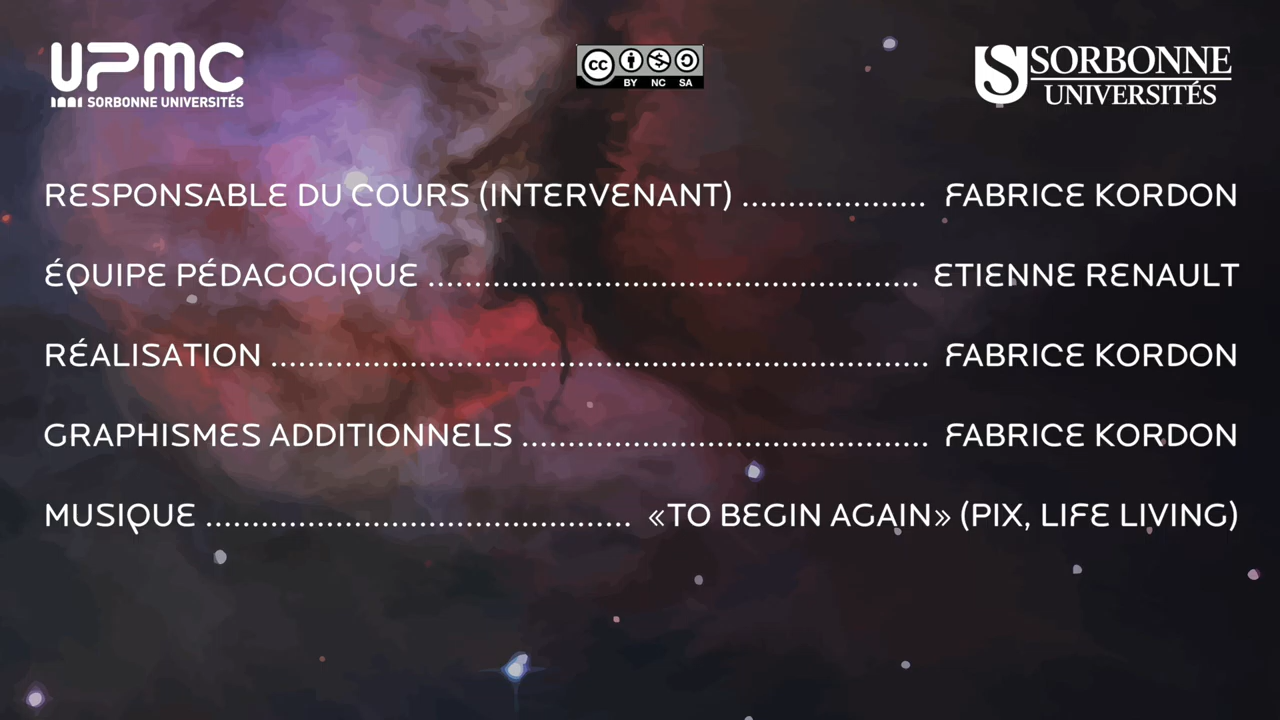 UPMC
SORBONNE UNIVERSITÉS
cc
BY NC SA
SORBONNE
UNIVERSITÉS
RESPONSABLE DU COURS (INTERVENANT) ................... FABRICE KORDON
ÉQUIPE PÉDAGOGIQUE .................................................. ETIENNE RENAULT
RÉALISATION .................................................................... FABRICE KORDON
GRAPHISMES ADDITIONNELS .......................................... FABRICE KORDON
MUSIQUE ............................................ «TO BEGIN AGAIN» (PIX, LIFE LIVING)